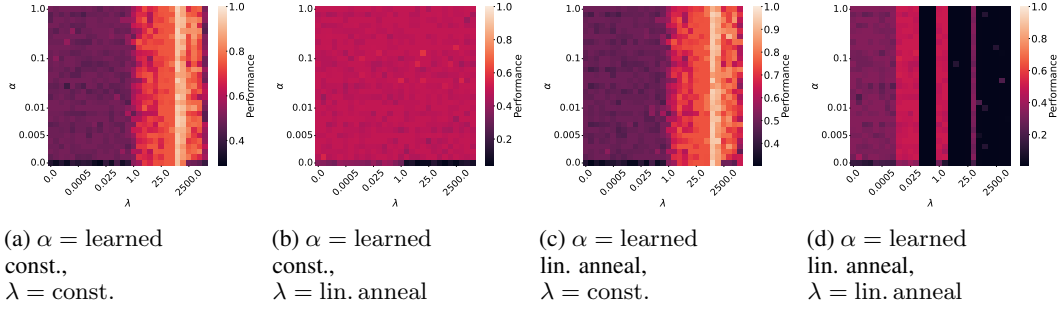 1.0
0.1
0.01
0.005
0.0
α
0.0
0.0005
0.025
1.0
25.0
2500.0
λ
1.0
0.8
0.6
0.4
Performance
1.0
0.1
0.01
0.005
0.0
α
0.0
0.0005
0.025
1.0
25.0
2500.0
λ
1.0
0.8
0.6
0.4
0.2
Performance
1.0
0.1
0.01
0.005
0.0
α
0.0
0.0005
0.025
1.0
25.0
2500.0
λ
1.0
0.9
0.8
0.7
0.6
0.5
0.4
Performance
1.0
0.1
0.01
0.005
0.0
α
0.0
0.0005
0.025
1.0
25.0
2500.0
λ
1.0
0.8
0.6
0.4
0.2
Performance
(a) α = learned
const.,
λ = const.
(b) α = learned
const.,
λ = lin. anneal
(c) α = learned
lin. anneal,
λ = const.
(d) α = learned
lin. anneal,
λ = lin. anneal